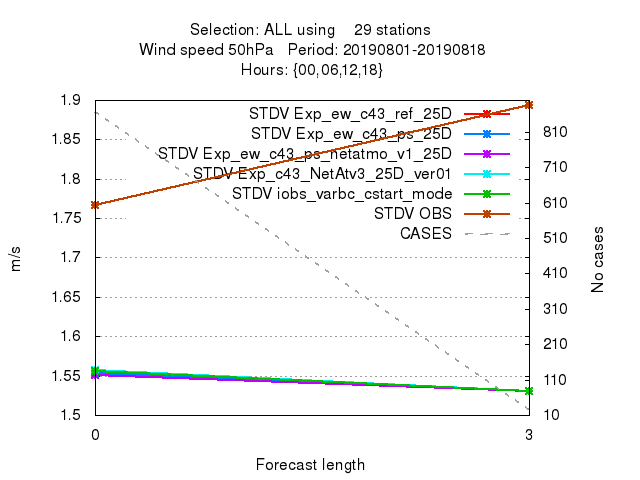 Selection: ALL using 29 stations
Wind speed 50hPa Period: 20190801-20190818
Hours: {00,06,12,18}
STDV Exp_ew_c43_ref_25D
STDV Exp_ew_c43_ps_25D
STDV Exp_ew_c43_ps_netatmo_v1_25D
STDV Exp_c43_NetAtv3_25D_ver01
STDV iobs_varbc_cstart_mode
STDV OBS
CASES
1.9
1.85
1.8
1.75
1.7
1.65
1.6
1.55
1.5
m/s
810
710
610
510
410
310
210
110
10
No cases
0
3
Forecast length